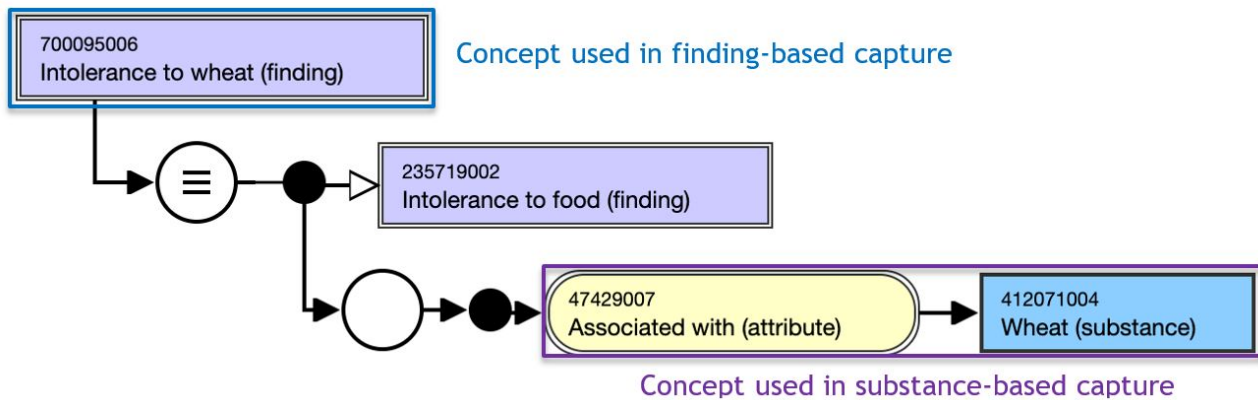 700095006
Intolerance to wheat (finding)
Concept used in finding-based capture
235719002
Intolerance to food (finding)
47429007
Associated with (attribute)
412071004
Wheat (substance)
Concept used in substance-based capture